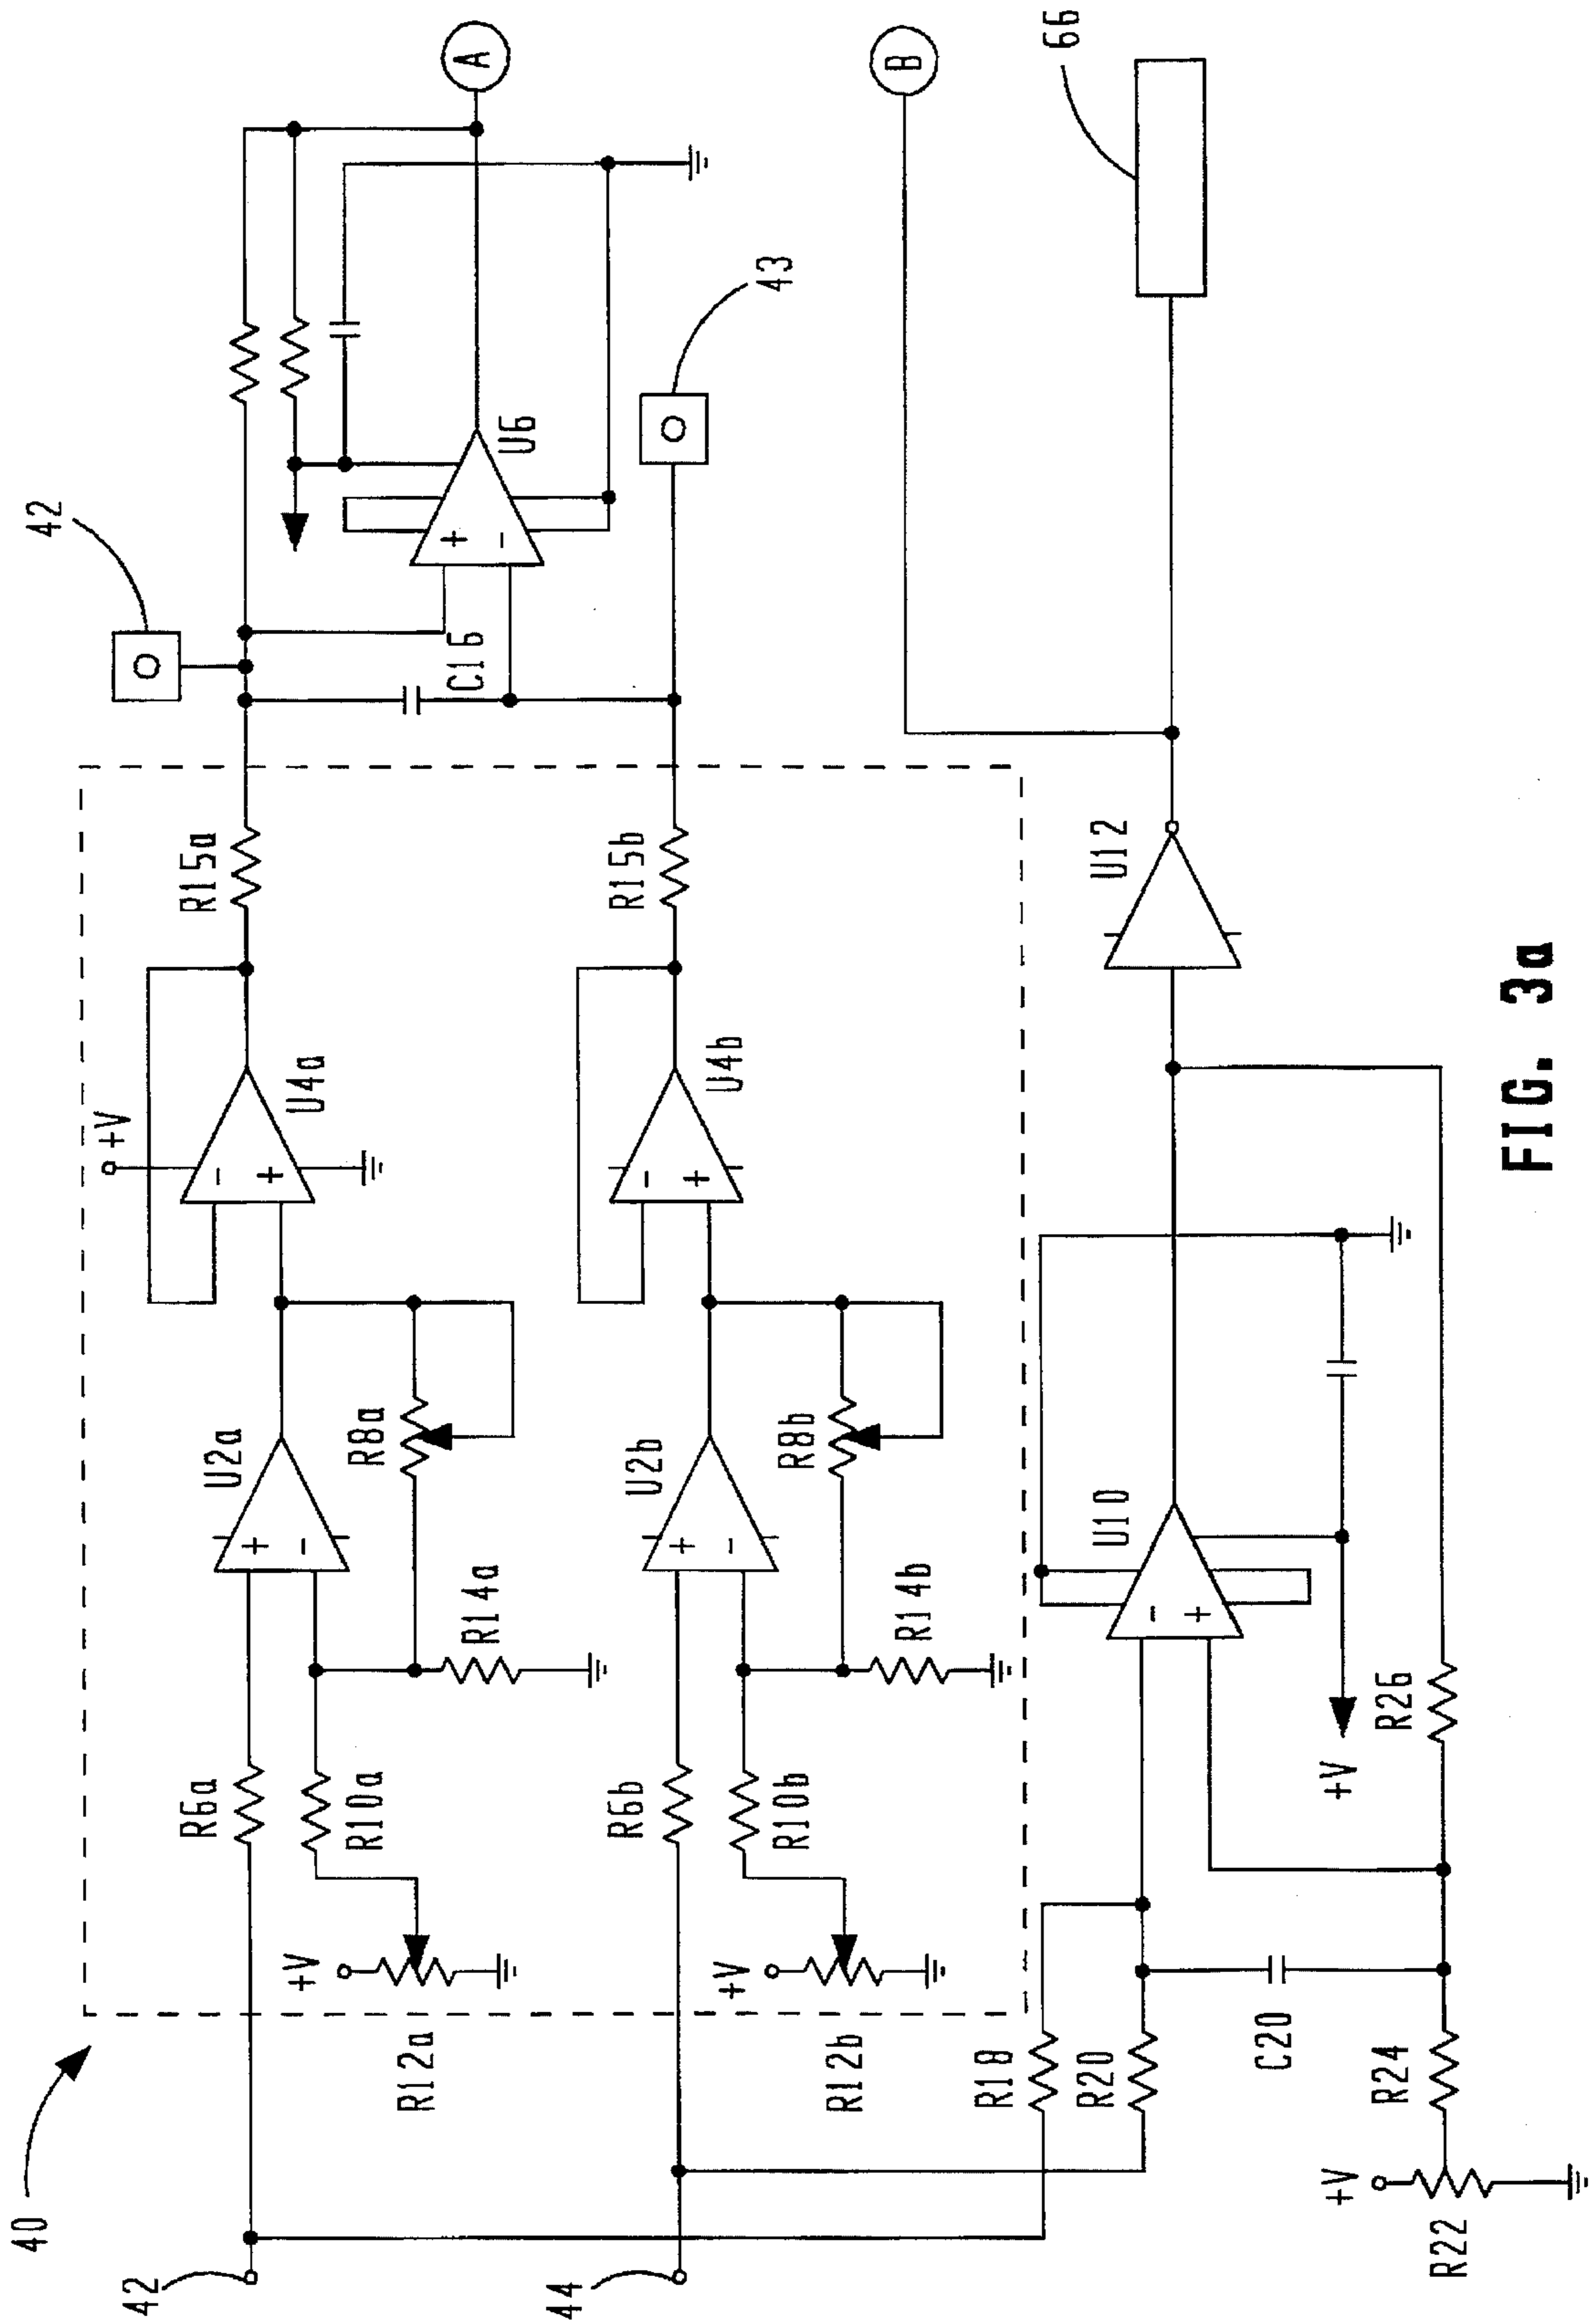 40
42
44
R12a
+V
R6a
R10a
U2a
+
-
R14a
R8a
+V
U4a
-
+
R15a
42
C16
U6
+
-
43
A
R12b
+V
R6b
R10b
U2b
+
-
R14b
R8b
U4b
-
+
R15b
B
R18
R20
C20
R22
+V
R24
U10
-
+
+V
R26
U12
66
FIG. 3a